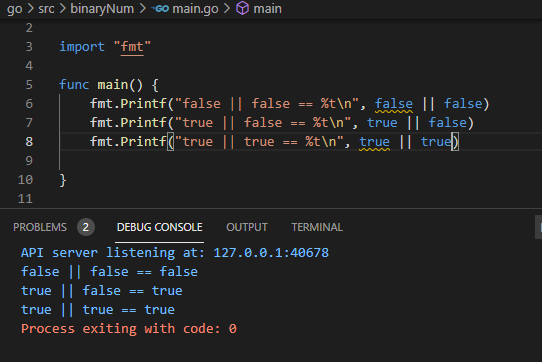 go > src > binaryNum > main.go > main
2
3 import "fmt"
4
5 func main() {
6 fmt.Printf("false || false == %t\n", false || false)
7 fmt.Printf("true || false == %t\n", true || false)
8 fmt.Printf("true || true == %t\n", true || true)
9
10 }
11
PROBLEMS 2 DEBUG CONSOLE OUTPUT TERMINAL
API server listening at: 127.0.0.1:40678
false || false == false
true || false == true
true || true == true
Process exiting with code: 0